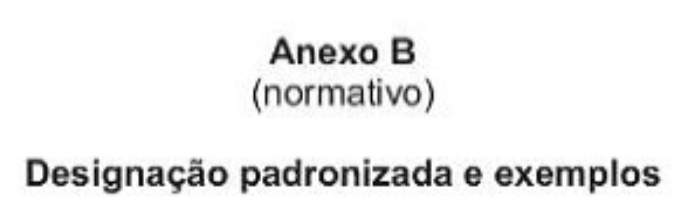 Anexo B
(normativo)
Designação padronizada e exemplos